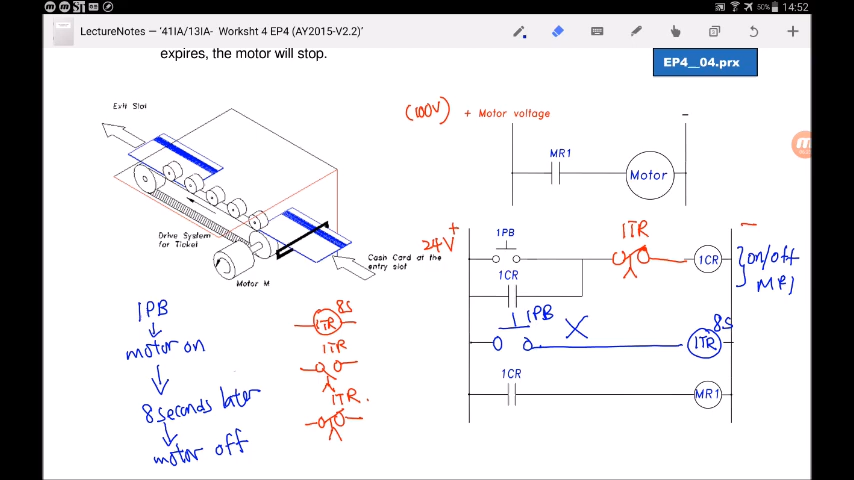 50% 14:52
LectureNotes – '41IA/13IA- Worksht 4 EP4 (AY2015-V2.2)'
expires, the motor will stop.
EP4__04.prx
Exit Slot
Drive System
for Ticket
Motor M
Cash Card at the
entry slot
(100V) + Motor voltage -
MR1
Motor
24V + -
1PB
1TR
1CR
1CR
} on/off
MR1
1PB X
8s
1TR
1CR
MR1
1PB
motor on
8 seconds later
motor off
8s
1TR
1TR
1TR.